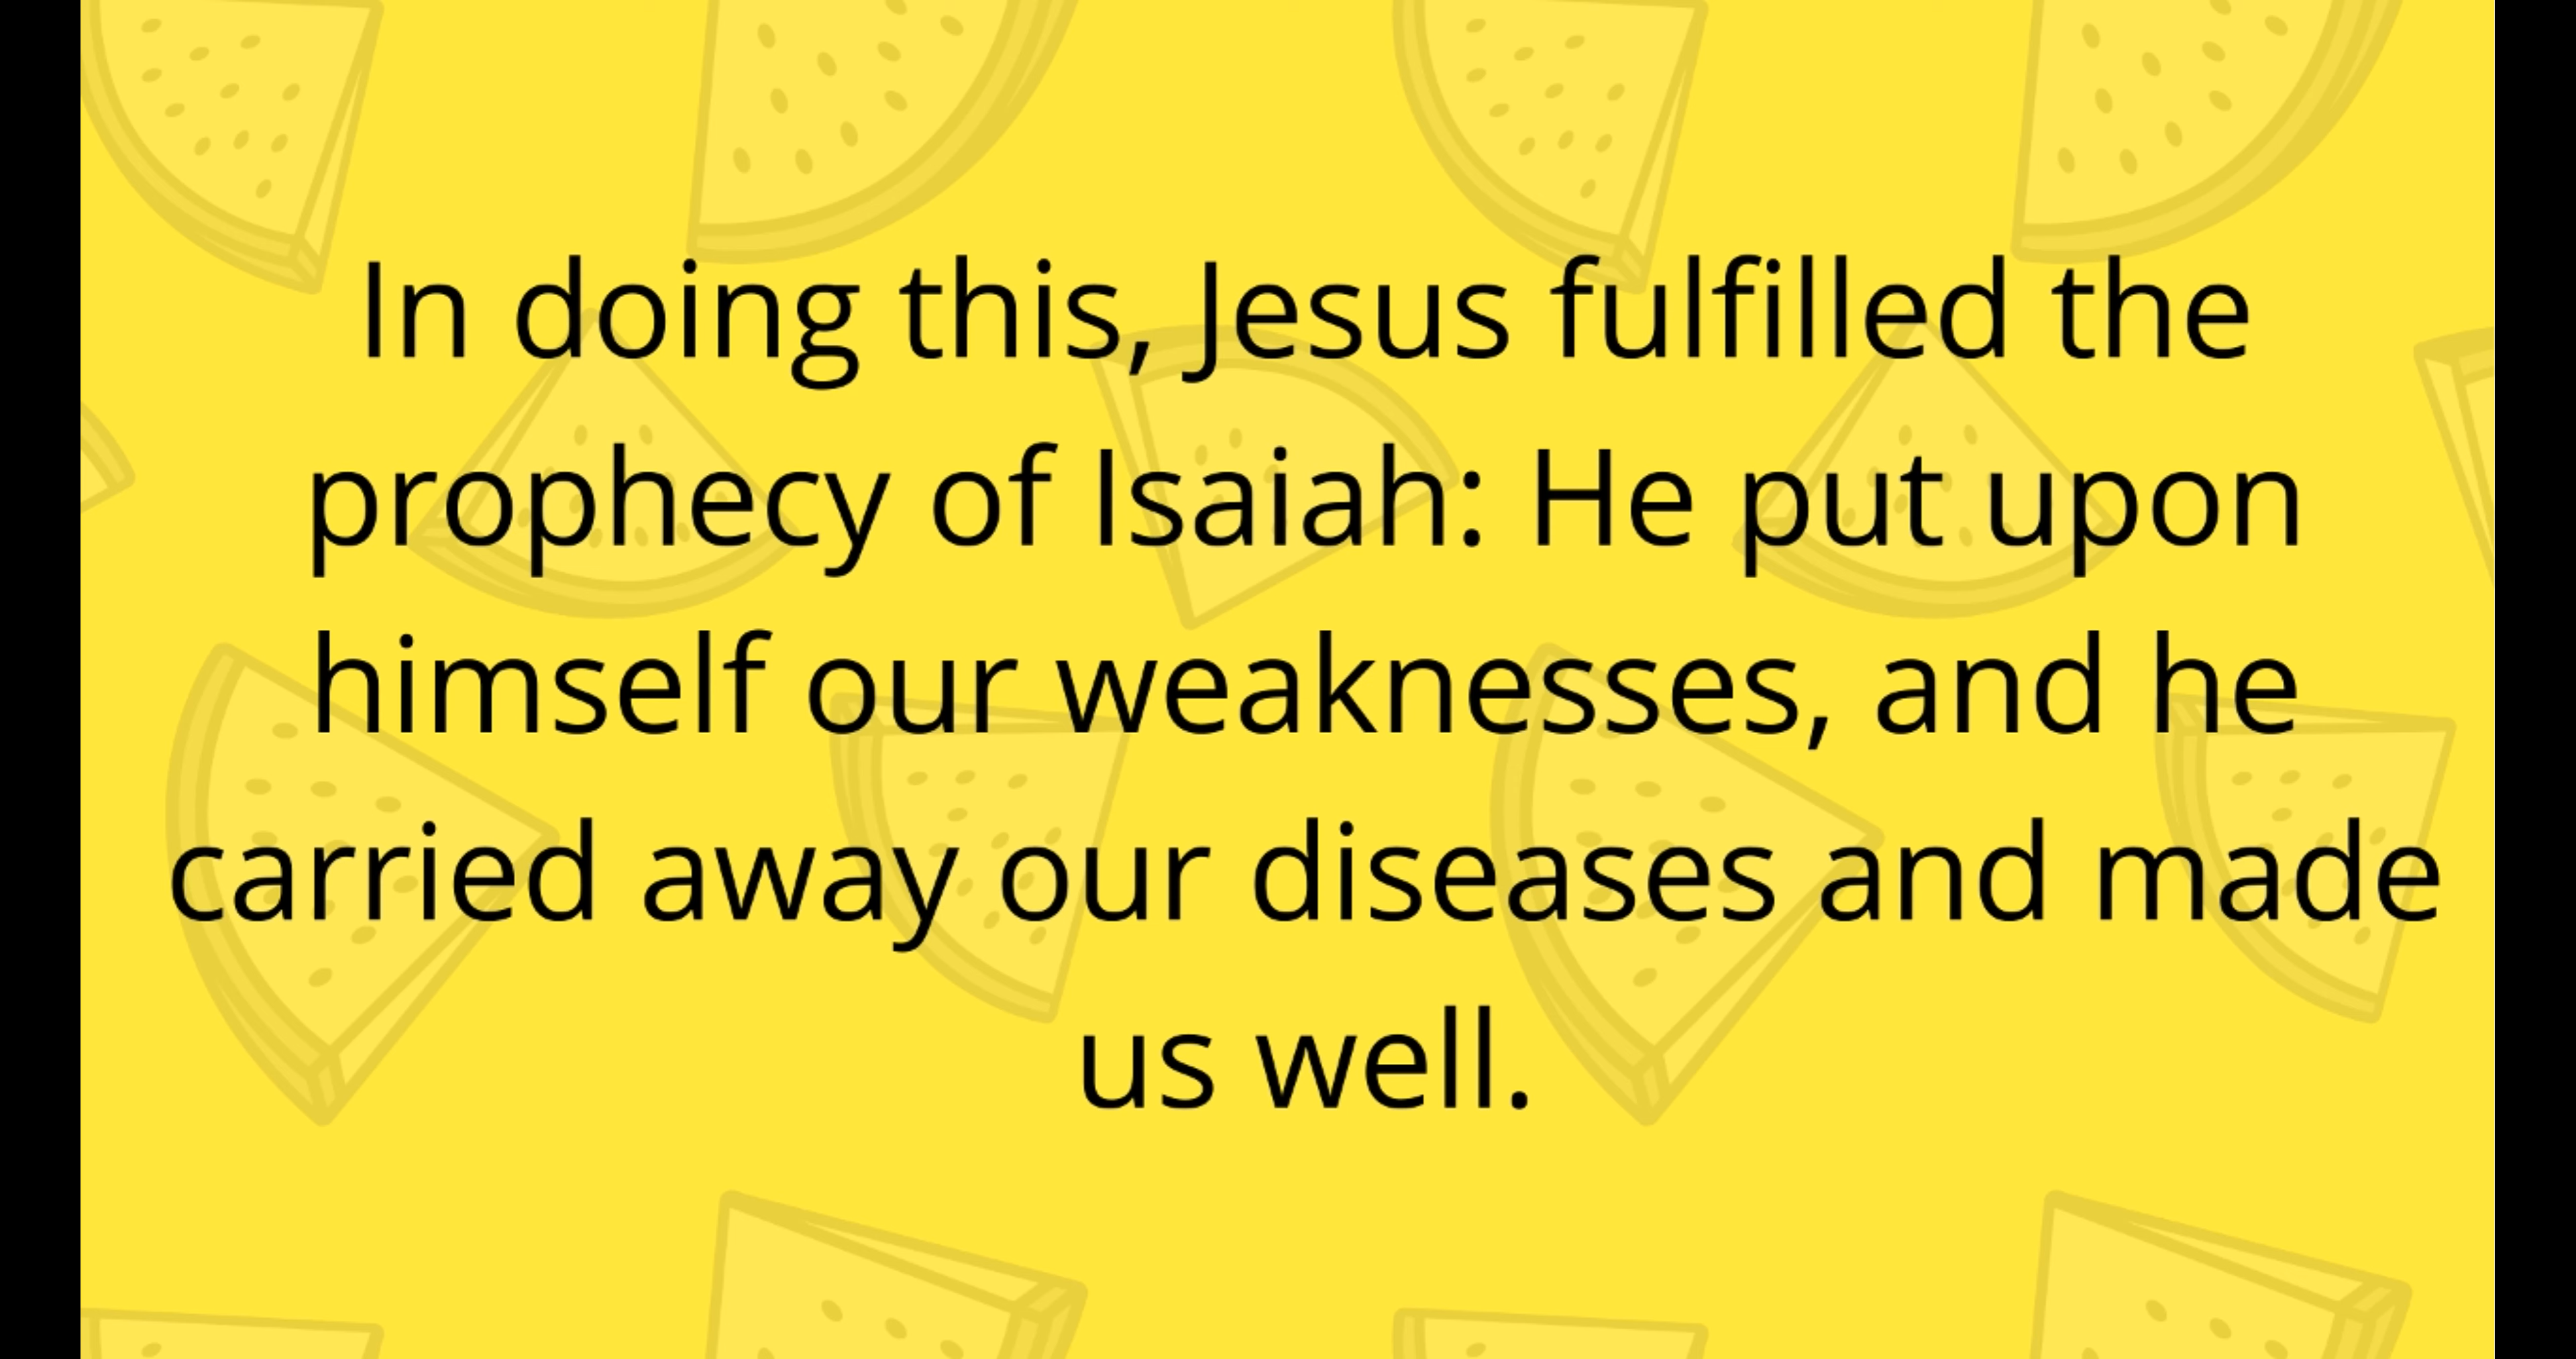 In doing this, Jesus fulfilled the
prophecy of Isaiah: He put upon
himself our weaknesses, and he
carried away our diseases and made
us well.